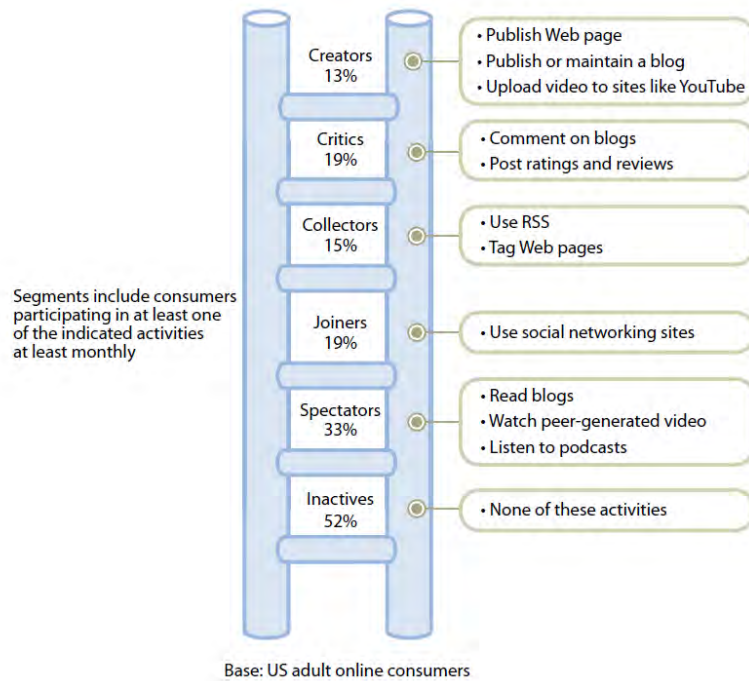 Creators
13%
• Publish Web page
• Publish or maintain a blog
• Upload video to sites like YouTube
Critics
19%
• Comment on blogs
• Post ratings and reviews
Collectors
15%
• Use RSS
• Tag Web pages
Segments include consumers
participating in at least one
of the indicated activities
at least monthly
Joiners
19%
• Use social networking sites
Spectators
33%
• Read blogs
• Watch peer-generated video
• Listen to podcasts
Inactives
52%
• None of these activities
Base: US adult online consumers